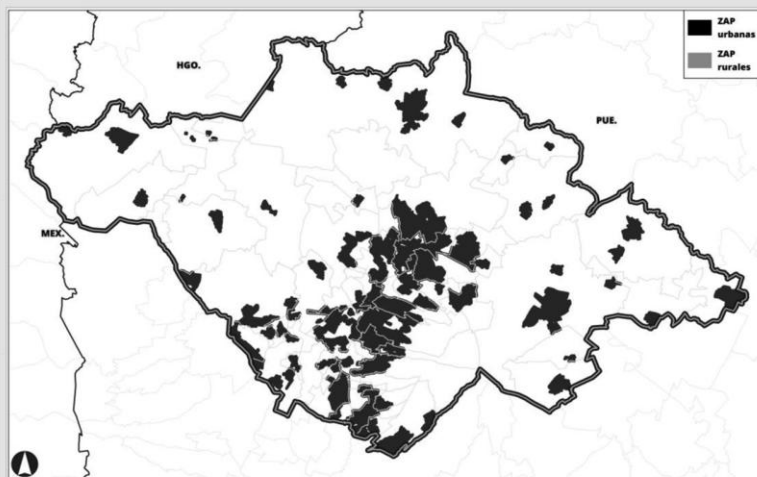 ZAP
urbanas
ZAP
rurales
HGO.
PUE.
MEX.